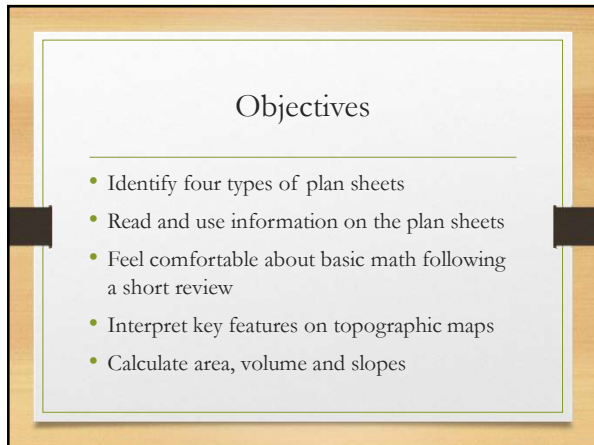 Objectives
• Identify four types of plan sheets
• Read and use information on the plan sheets
• Feel comfortable about basic math following
a short review
• Interpret key features on topographic maps
• Calculate area, volume and slopes